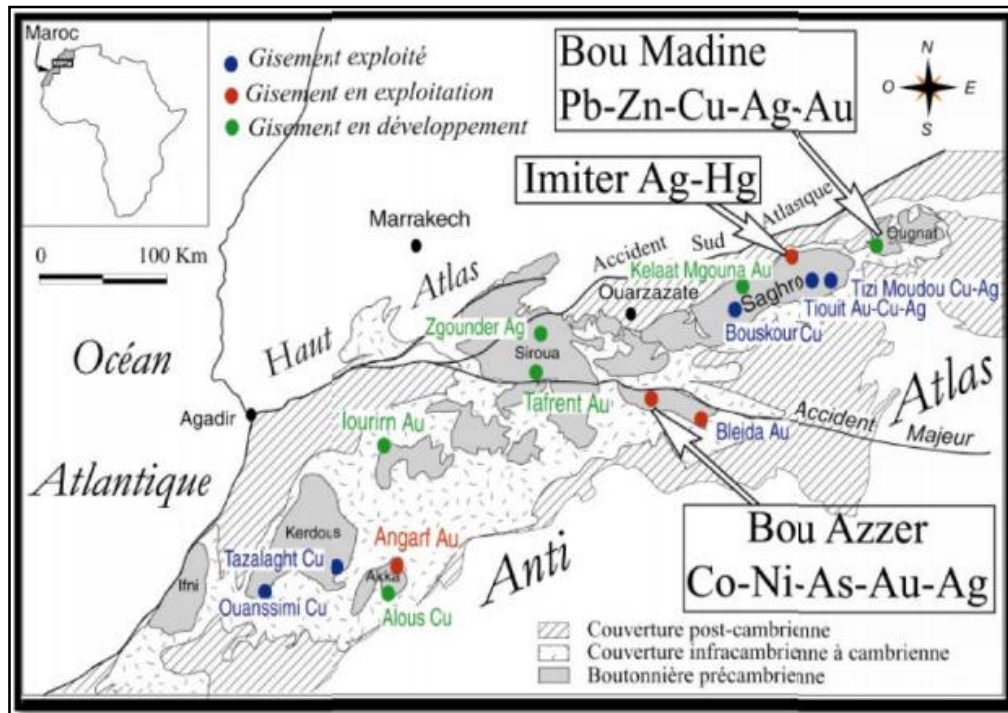 Maroc
Gisement exploité
Gisement en exploitation
Gisement en développement
Bou Madine
Pb-Zn-Cu-Ag-Au
N
O
E
S
Imiter Ag-Hg
0
100 Km
Marrakech
Haut
Atlas
Accident
Sud
Atlasique
Ougnat
Kelaat Mgouna Au
Ouarzazate
Saghro
Tizi Moudou Cu-Ag
Tiouit Au-Cu-Ag
Bouskour Cu
Zgounder Ag
Siroua
Tafrent Au
Océan
Atlantique
Agadir
Iourirn Au
Accident
Majeur
Atlas
Bleida Au
Bou Azzer
Co-Ni-As-Au-Ag
Kerdous
Tazalaght Cu
Angarf Au
Anti
Ifni
Akka
Ouanssimi Cu
Alous Cu
Couverture post-cambrienne
Couverture infracambrienne à cambrienne
Boutonnière précambrienne